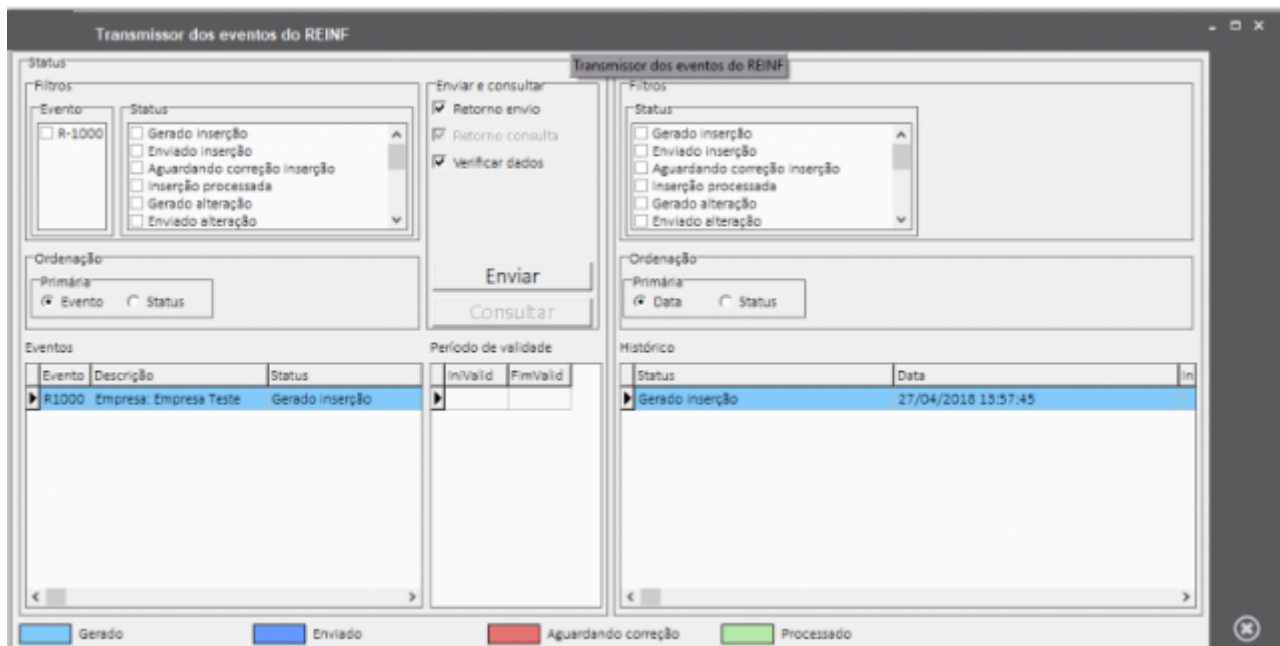 Transmissor dos eventos do REINF
Transmissor dos eventos do REINF
Status
Filtros
Evento
R-1000
Status
Gerado inserção
Enviado inserção
Aguardando correção inserção
Inserção processada
Gerado alteração
Enviado alteração
Enviar e consultar
Retorno envio
Retorno consulta
Verificar dados
Enviar
Consultar
Ordenação
Primária
Evento Status
Eventos
Evento Descrição Status
R1000 Empresa: Empresa Teste Gerado inserção
Período de validade
IniValid FimValid
Filtros
Status
Gerado inserção
Enviado inserção
Aguardando correção inserção
Inserção processada
Gerado alteração
Enviado alteração
Ordenação
Primária
Data Status
Histórico
Status Data In
Gerado inserção 27/04/2018 13:57:45
Gerado Enviado Aguardando correção Processado